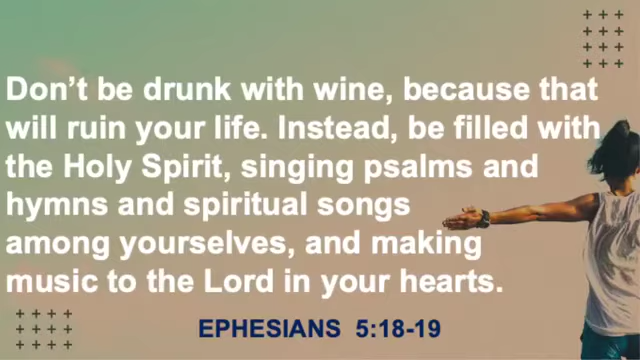 Don’t be drunk with wine, because that
will ruin your life. Instead, be filled with
the Holy Spirit, singing psalms and
hymns and spiritual songs
among yourselves, and making
music to the Lord in your hearts.
EPHESIANS 5:18-19